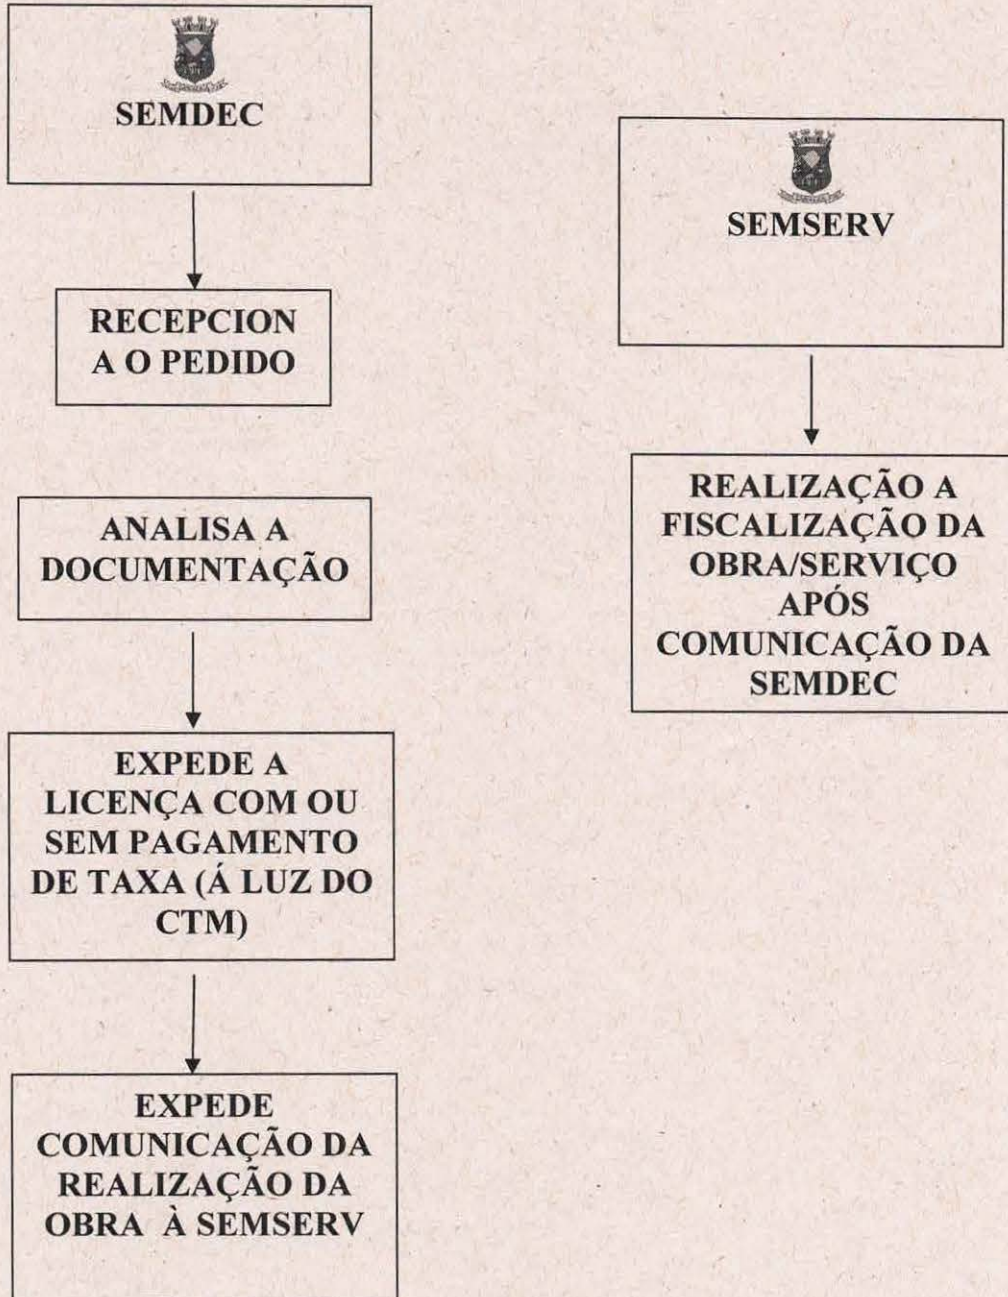 SEMDEC
RECEPCION
A O PEDIDO
ANALISA A
DOCUMENTAÇÃO
EXPEDE A
LICENÇA COM OU
SEM PAGAMENTO
DE TAXA (Á LUZ DO
CTM)
EXPEDE
COMUNICAÇÃO DA
REALIZAÇÃO DA
OBRA À SEMSERV
SEMSERV
REALIZAÇÃO A
FISCALIZAÇÃO DA
OBRA/SERVIÇO
APÓS
COMUNICAÇÃO DA
SEMDEC